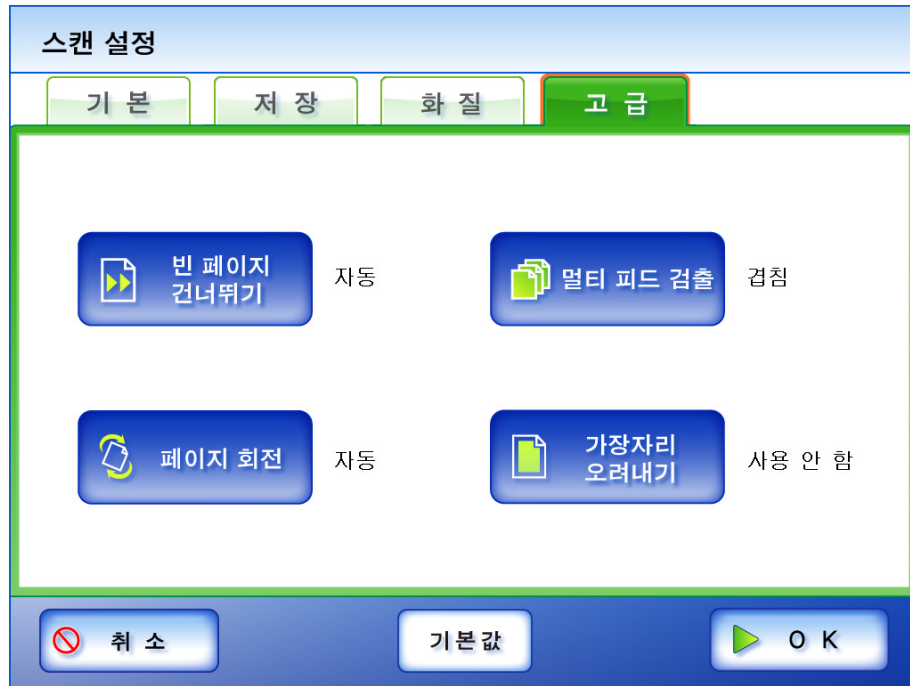 스캔 설정
기 본 저 장 화 질 고 급
빈 페이지
건너뛰기
자동
멀티 피드 검출
겹침
페이지 회전
자동
가장자리
오려내기
사용 안 함
취 소 기본값 O K